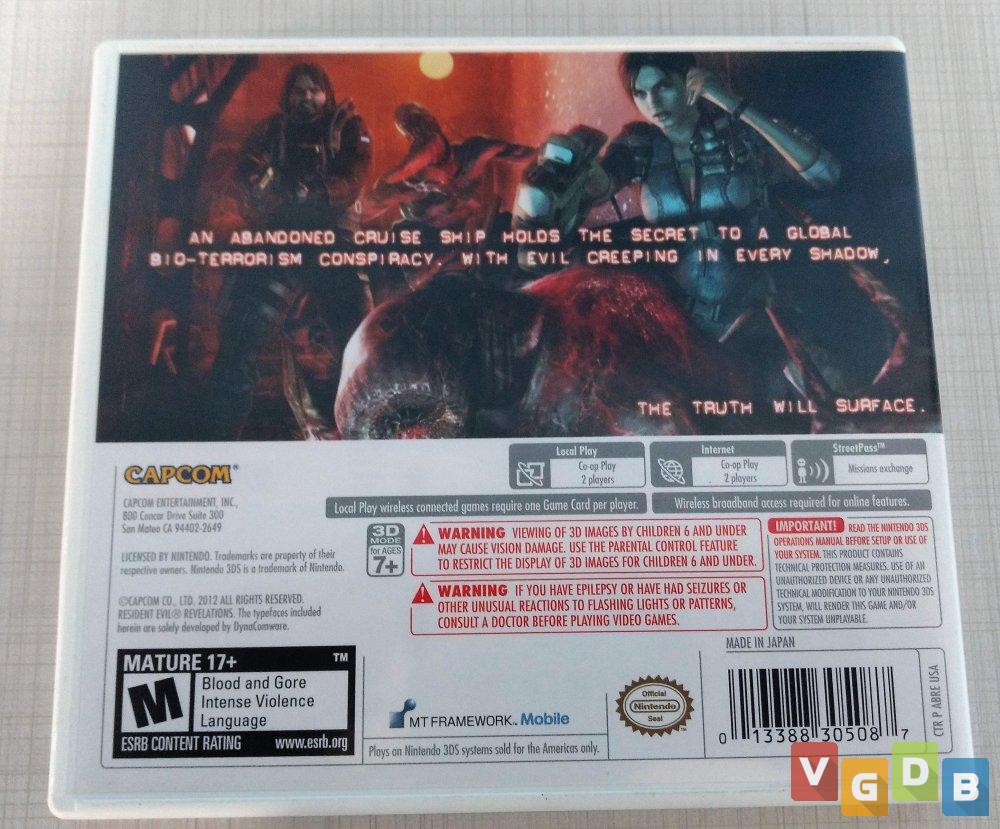 AN ABANDONED CRUISE SHIP HOLDS THE SECRET TO A GLOBAL
BIO-TERRORISM CONSPIRACY. WITH EVIL CREEPING IN EVERY SHADOW,
THE TRUTH WILL SURFACE.
CAPCOM®
CAPCOM ENTERTAINMENT, INC.,
800 Concar Drive Suite 300
San Mateo CA 94402-2649
LICENSED BY NINTENDO. Trademarks are property of their
respective owners. Nintendo 3DS is a trademark of Nintendo.
©CAPCOM CO., LTD. 2012 ALL RIGHTS RESERVED.
RESIDENT EVIL® REVELATIONS. The typefaces included
herein are solely developed by DynaComware.
Local Play
Co-op Play
2 players
Internet
Co-op Play
2 players
StreetPass™
Missions exchange
Local Play wireless connected games require one Game Card per player.
Wireless broadband access required for online features.
3D
MODE
for AGES
7+
WARNING VIEWING OF 3D IMAGES BY CHILDREN 6 AND UNDER
MAY CAUSE VISION DAMAGE. USE THE PARENTAL CONTROL FEATURE
TO RESTRICT THE DISPLAY OF 3D IMAGES FOR CHILDREN 6 AND UNDER.
WARNING IF YOU HAVE EPILEPSY OR HAVE HAD SEIZURES OR
OTHER UNUSUAL REACTIONS TO FLASHING LIGHTS OR PATTERNS,
CONSULT A DOCTOR BEFORE PLAYING VIDEO GAMES.
IMPORTANT! READ THE NINTENDO 3DS
OPERATIONS MANUAL BEFORE SETUP OR USE OF
YOUR SYSTEM. THIS PRODUCT CONTAINS
TECHNICAL PROTECTION MEASURES. USE OF AN
UNAUTHORIZED DEVICE OR ANY UNAUTHORIZED
TECHNICAL MODIFICATION TO YOUR NINTENDO 3DS
SYSTEM, WILL RENDER THIS GAME AND/OR
YOUR SYSTEM UNPLAYABLE.
MADE IN JAPAN
MATURE 17+ ™
M
Blood and Gore
Intense Violence
Language
ESRB CONTENT RATING www.esrb.org
MT FRAMEWORK™ Mobile
Plays on Nintendo 3DS systems sold for the Americas only.
Official
Nintendo
Seal
0 13388 30508 7
CTR P ABRE USA
VGDB